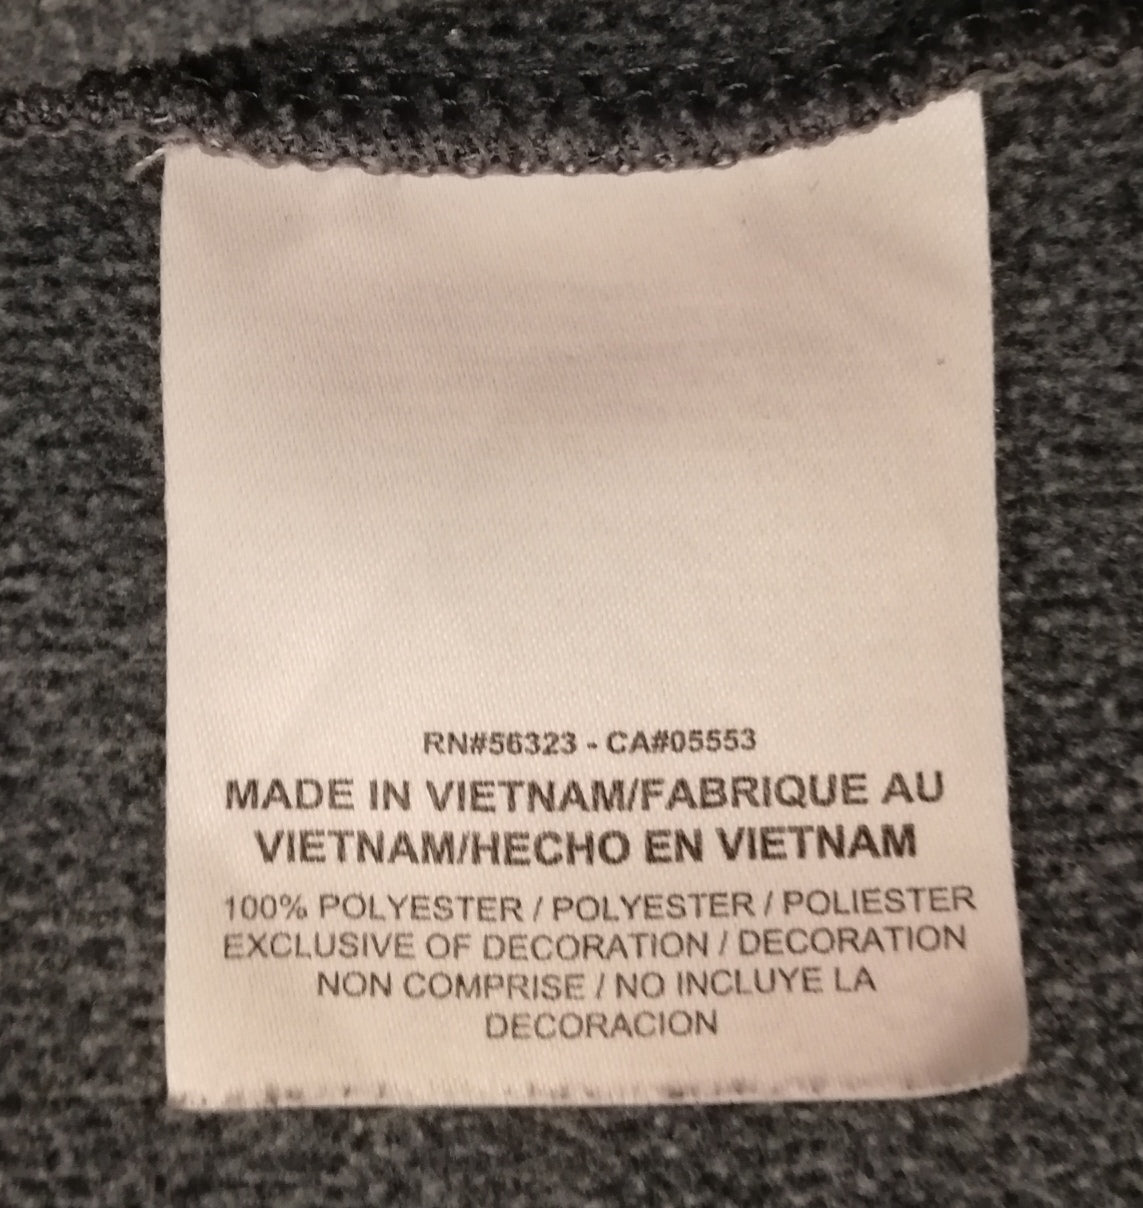 RN#56323 - CA#05553
MADE IN VIETNAM/FABRIQUE AU
VIETNAM/HECHO EN VIETNAM
100% POLYESTER / POLYESTER / POLIESTER
EXCLUSIVE OF DECORATION / DECORATION
NON COMPRISE / NO INCLUYE LA
DECORACION